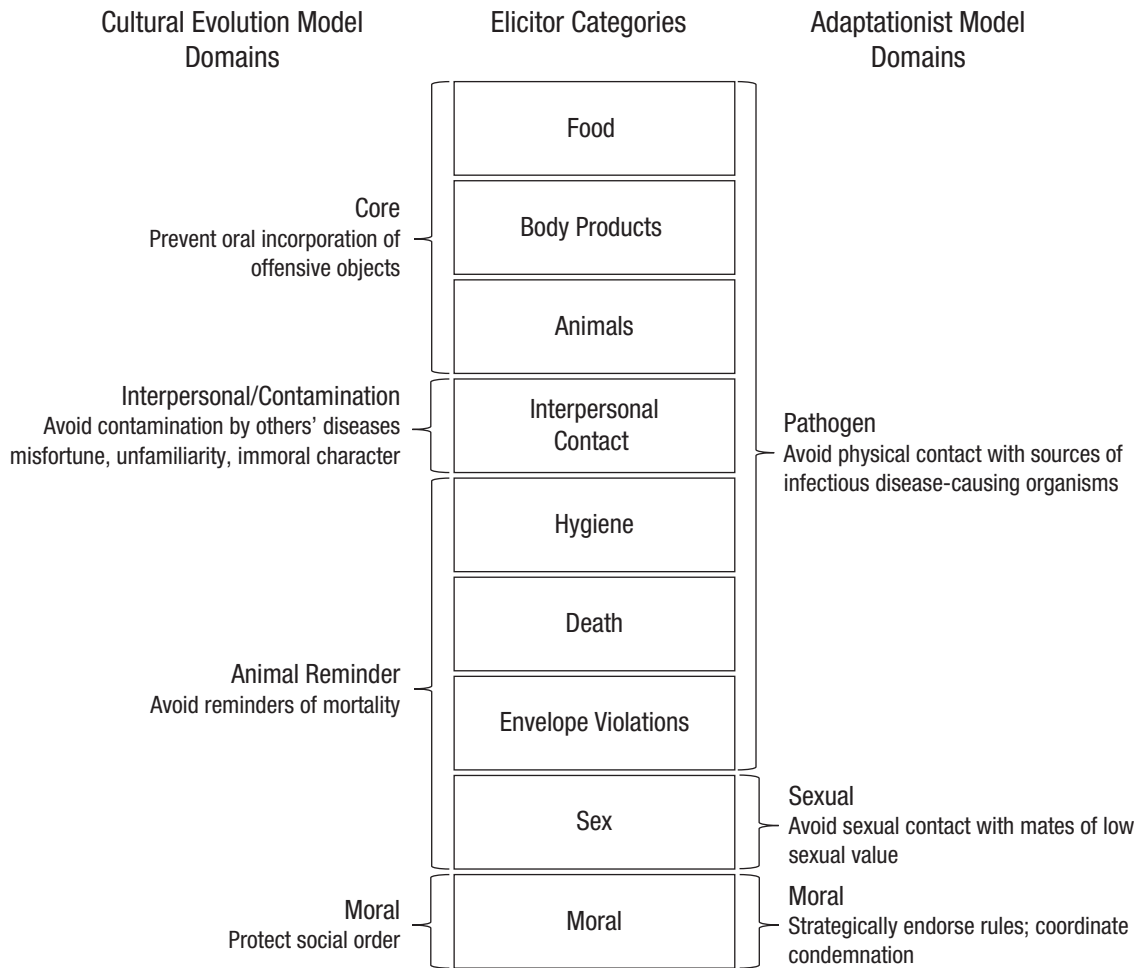 Cultural Evolution Model
Domains
Elicitor Categories
Adaptationist Model
Domains
Food
Body Products
Animals
Interpersonal
Contact
Hygiene
Death
Envelope Violations
Sex
Moral
Core
Prevent oral incorporation of
offensive objects
Interpersonal/Contamination
Avoid contamination by others’ diseases
misfortune, unfamiliarity, immoral character
Animal Reminder
Avoid reminders of mortality
Moral
Protect social order
Pathogen
Avoid physical contact with sources of
infectious disease-causing organisms
Sexual
Avoid sexual contact with mates of low
sexual value
Moral
Strategically endorse rules; coordinate
condemnation